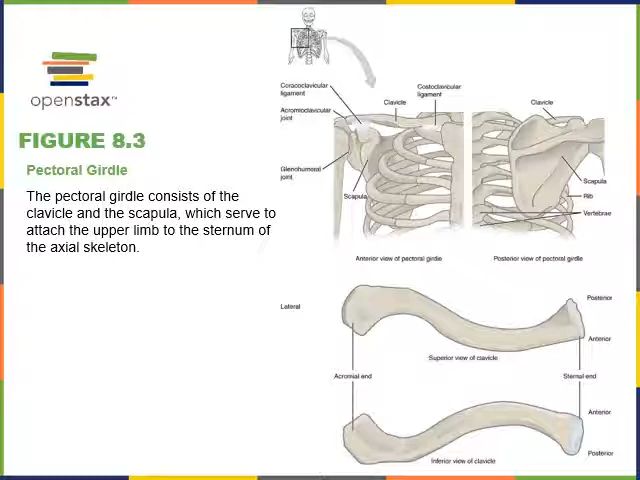 openstax™
FIGURE 8.3
Pectoral Girdle
The pectoral girdle consists of the
clavicle and the scapula, which serve to
attach the upper limb to the sternum of
the axial skeleton.
Coracoclavicular
ligament
Clavicle
Costoclavicular
ligament
Acromioclavicular
joint
Glenohumeral
joint
Scapula
Clavicle
Scapula
Rib
Vertebrae
Anterior view of pectoral girdle
Posterior view of pectoral girdle
Lateral
Posterior
Anterior
Superior view of clavicle
Acromial end
Sternal end
Anterior
Posterior
Inferior view of clavicle